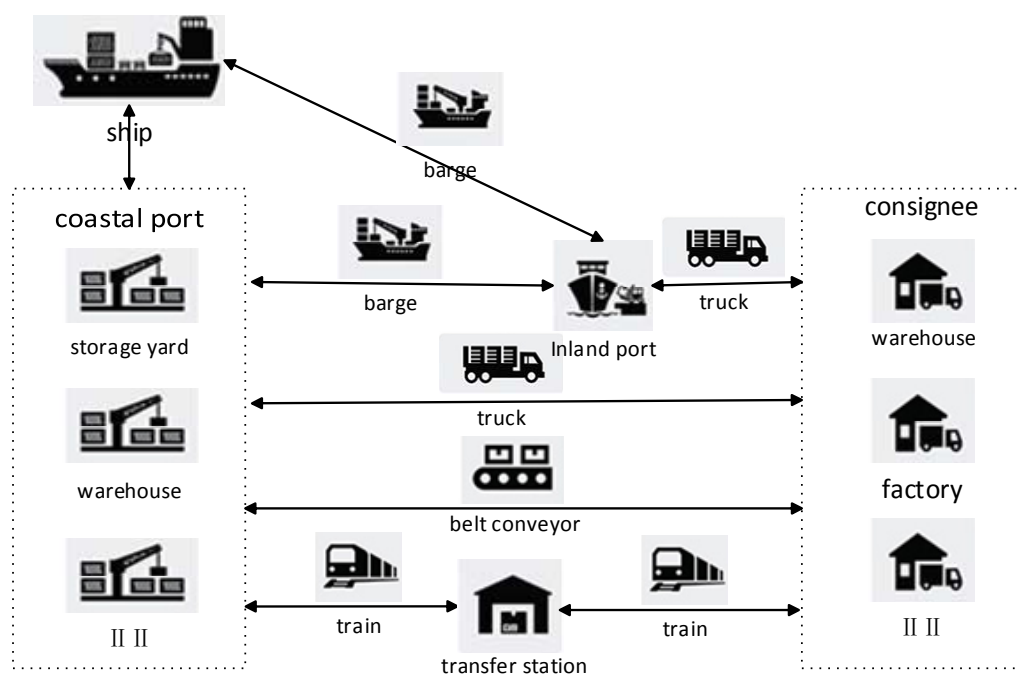 ship
barge
coastal port
consignee
barge
truck
storage yard
Inland port
warehouse
truck
warehouse
factory
belt conveyor
train
train
transfer station
II II
II II